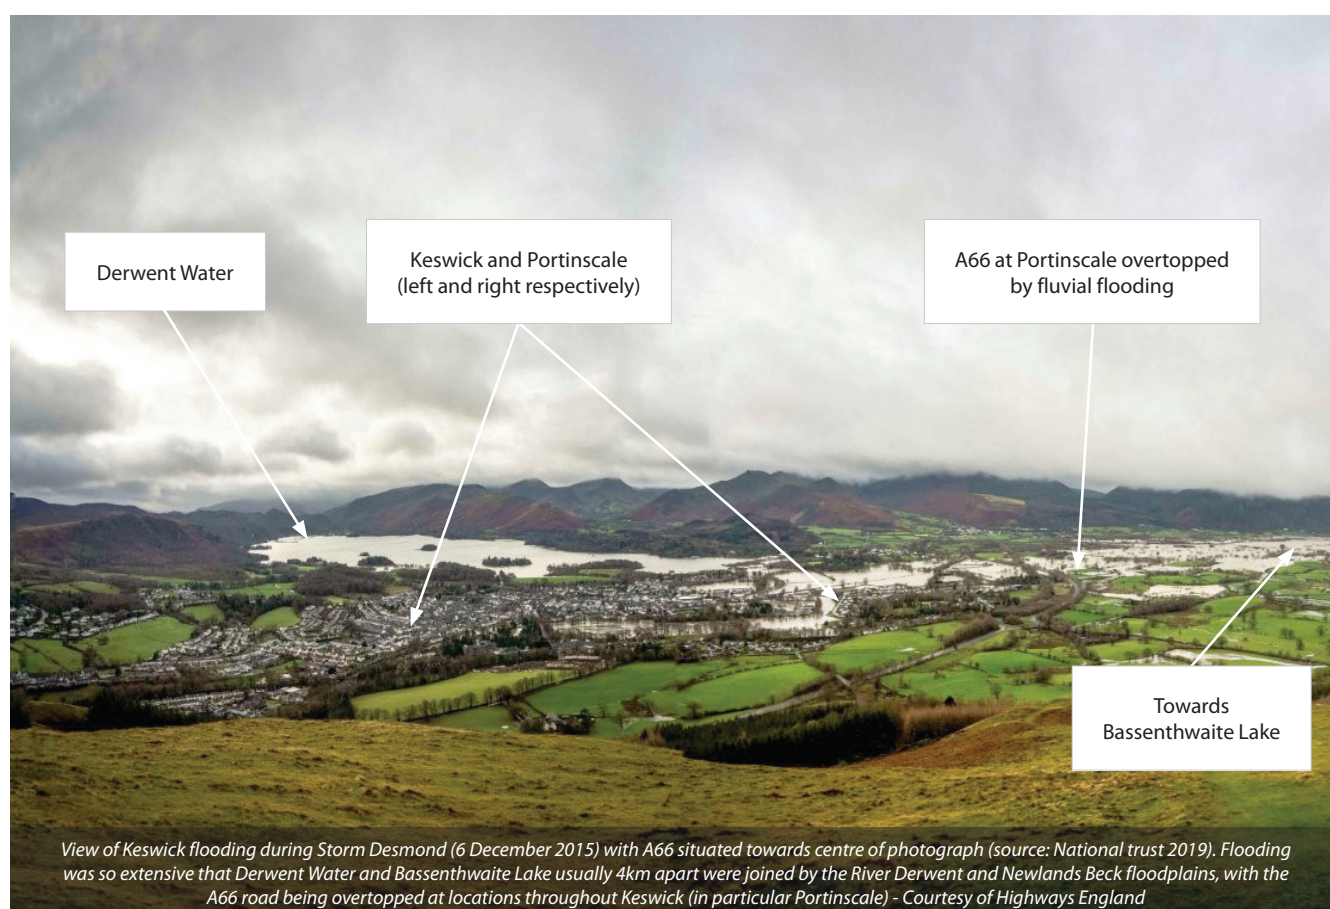 Derwent Water
Keswick and Portinscale
(left and right respectively)
A66 at Portinscale overtopped
by fluvial flooding
Towards
Bassenthwaite Lake
View of Keswick flooding during Storm Desmond (6 December 2015) with A66 situated towards centre of photograph (source: National trust 2019). Flooding
was so extensive that Derwent Water and Bassenthwaite Lake usually 4km apart were joined by the River Derwent and Newlands Beck floodplains, with the
A66 road being overtopped at locations throughout Keswick (in particular Portinscale) - Courtesy of Highways England